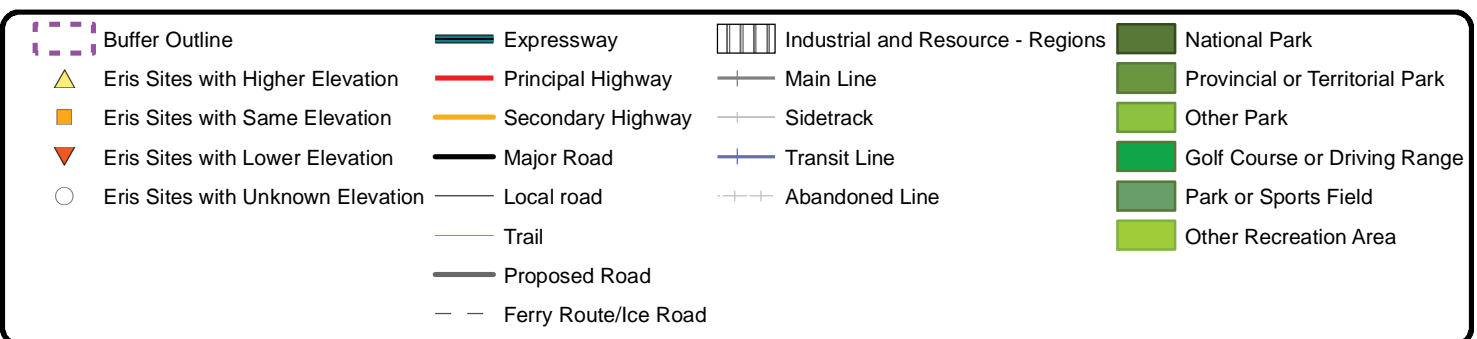 Buffer Outline
Eris Sites with Higher Elevation
Eris Sites with Same Elevation
Eris Sites with Lower Elevation
Eris Sites with Unknown Elevation
Expressway
Principal Highway
Secondary Highway
Major Road
Local road
Trail
Proposed Road
Ferry Route/Ice Road
Industrial and Resource - Regions
Main Line
Sidetrack
Transit Line
Abandoned Line
National Park
Provincial or Territorial Park
Other Park
Golf Course or Driving Range
Park or Sports Field
Other Recreation Area